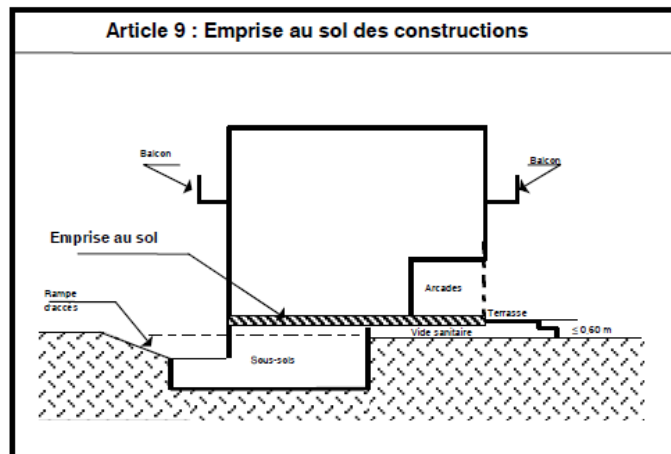 Article 9 : Emprise au sol des constructions
Balcon
Balcon
Emprise au sol
Rampe
d'accès
Arcades
Terrasse
≤ 0,60 m
Vide sanitaire
Sous-sols